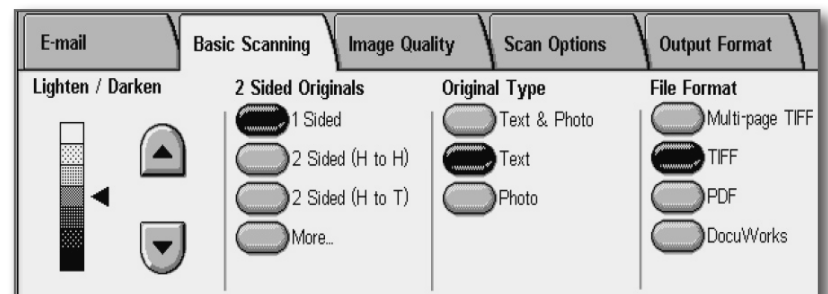 E-mail
Basic Scanning
Image Quality
Scan Options
Output Format
Lighten / Darken
2 Sided Originals
1 Sided
2 Sided (H to H)
2 Sided (H to T)
More...
Original Type
Text & Photo
Text
Photo
File Format
Multi-page TIFF
TIFF
PDF
DocuWorks